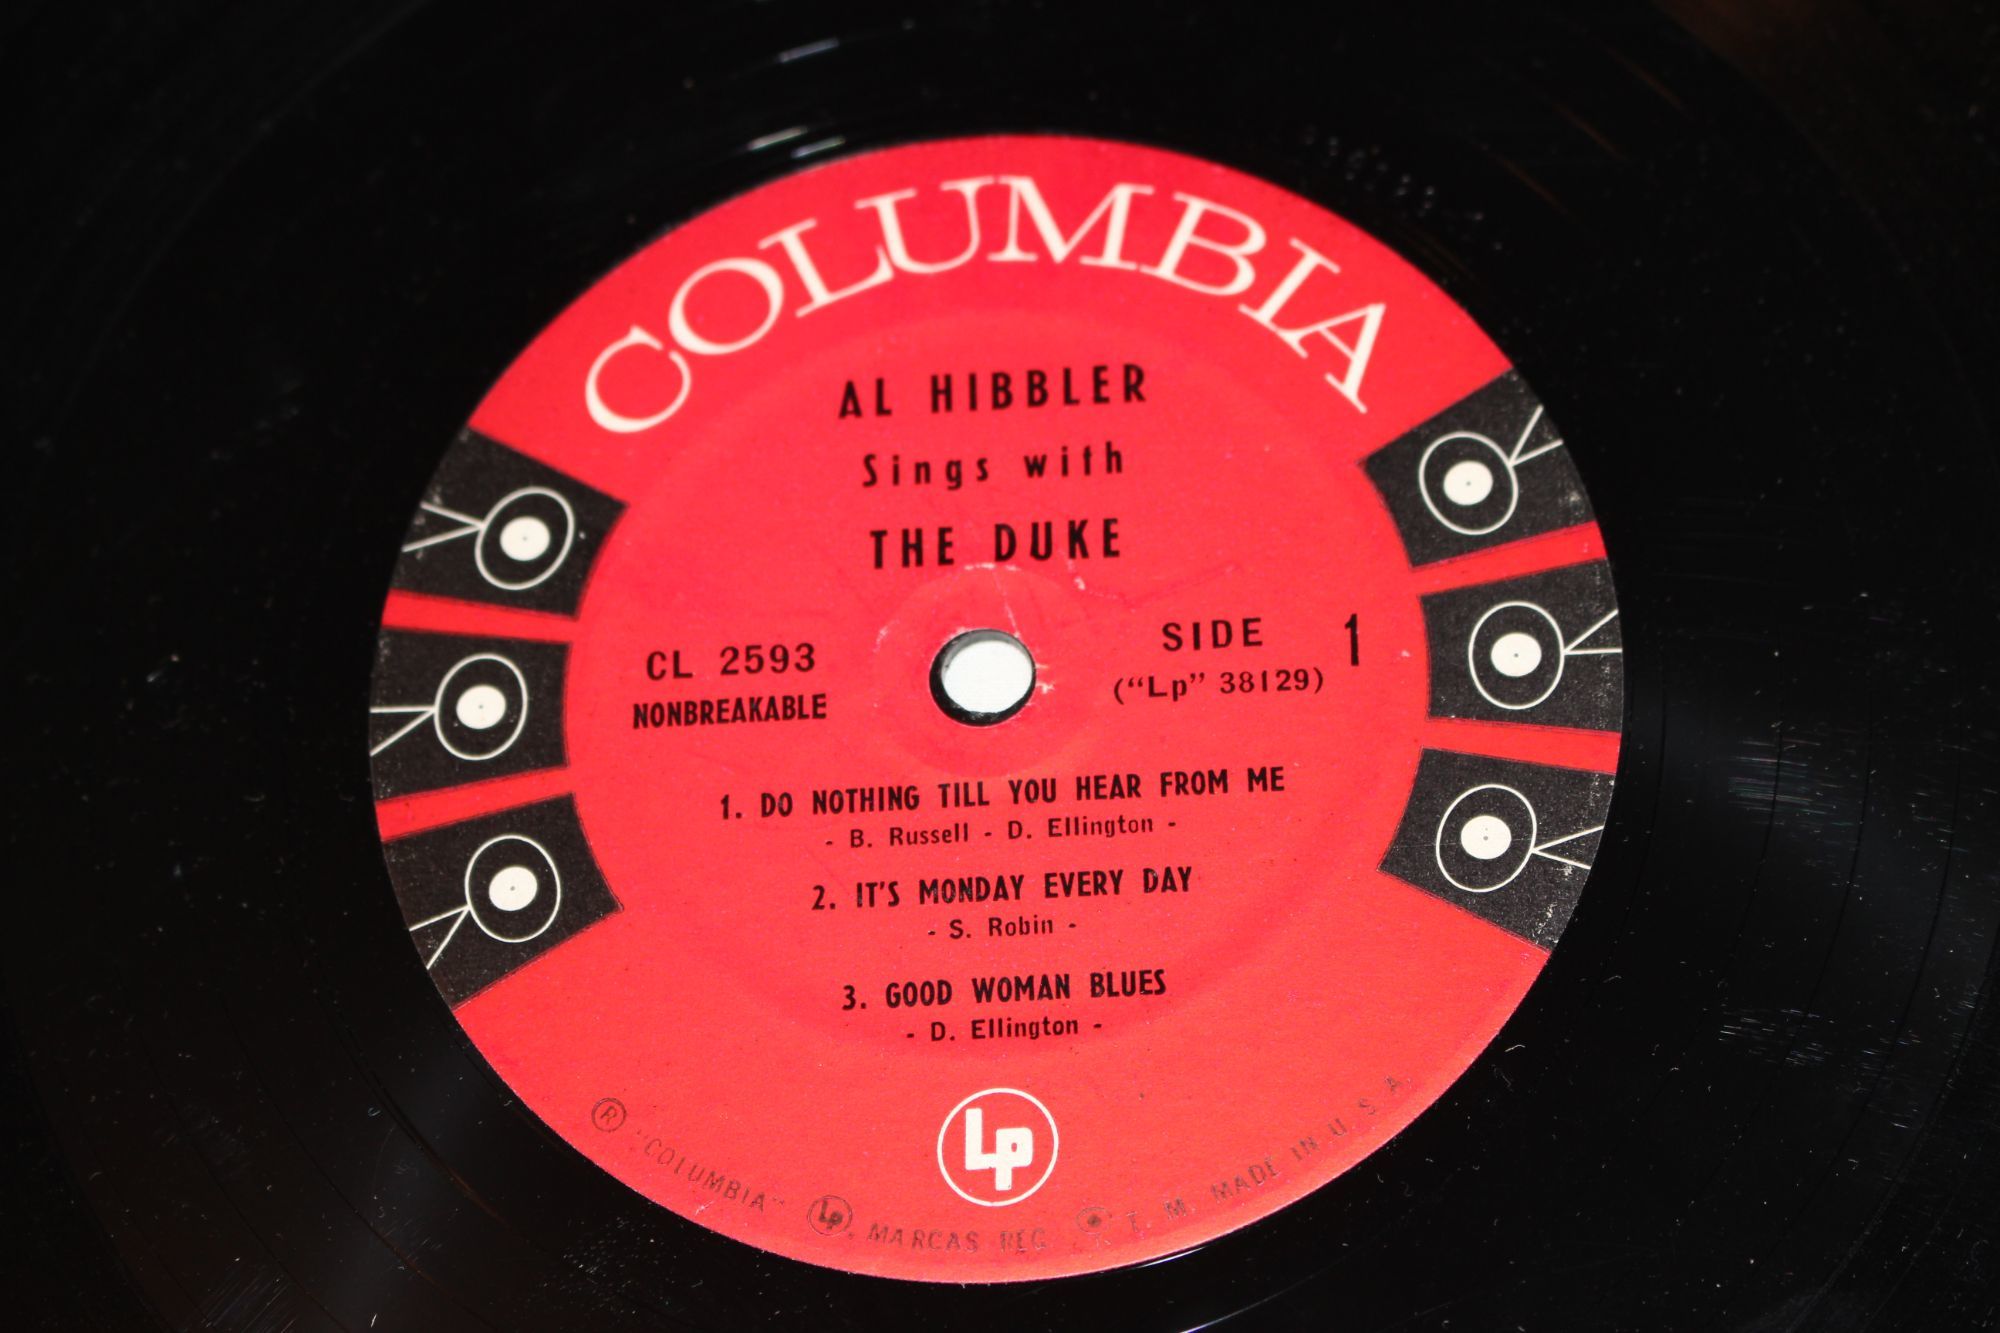 COLUMBIA
AL HIBBLER
Sings with
THE DUKE
CL 2593
NONBREAKABLE
SIDE 1
("Lp" 38129)
1. DO NOTHING TILL YOU HEAR FROM ME
- B. Russell - D. Ellington -
2. IT'S MONDAY EVERY DAY
- S. Robin -
3. GOOD WOMAN BLUES
- D. Ellington -
Lp
® "COLUMBIA" Lp, MARCAS REG. T. M. MADE IN U S A